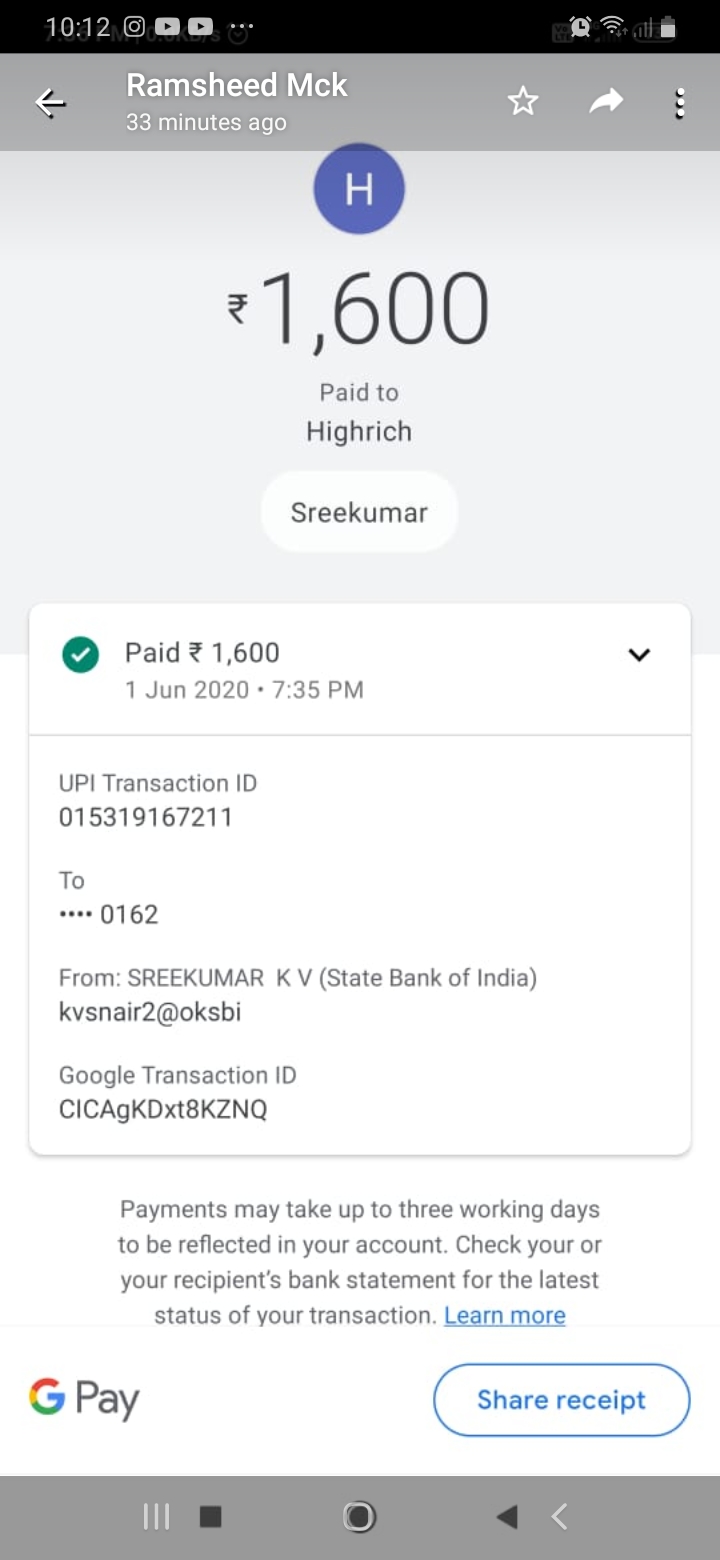 10:12
Ramsheed Mck
33 minutes ago
H
₹1,600
Paid to
Highrich
Sreekumar
Paid ₹ 1,600
1 Jun 2020 • 7:35 PM
UPI Transaction ID
015319167211
To
•••• 0162
From: SREEKUMAR K V (State Bank of India)
kvsnair2@oksbi
Google Transaction ID
CICAgKDxt8KZNQ
Payments may take up to three working days
to be reflected in your account. Check your or
your recipient's bank statement for the latest
status of your transaction. Learn more
G Pay
Share receipt